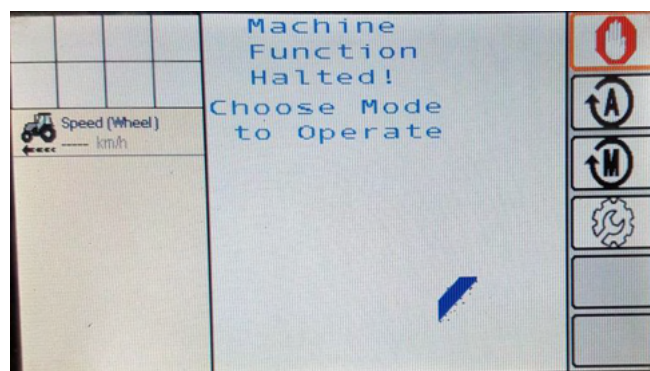 Machine
Function
Halted!
Choose Mode
to Operate
Speed (Wheel)
----- km/h
A
M